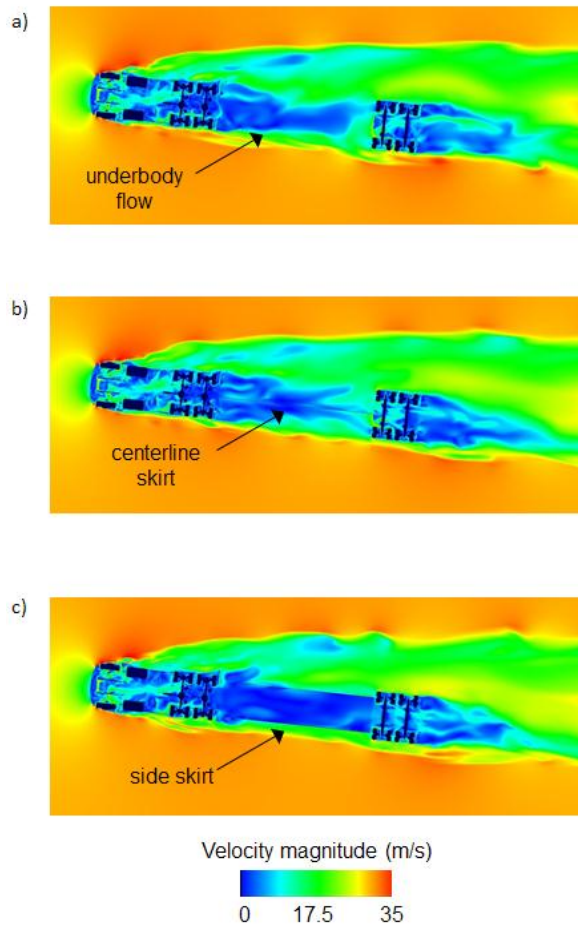 a)
underbody
flow
b)
centerline
skirt
c)
side skirt
Velocity magnitude (m/s)
0 17.5 35